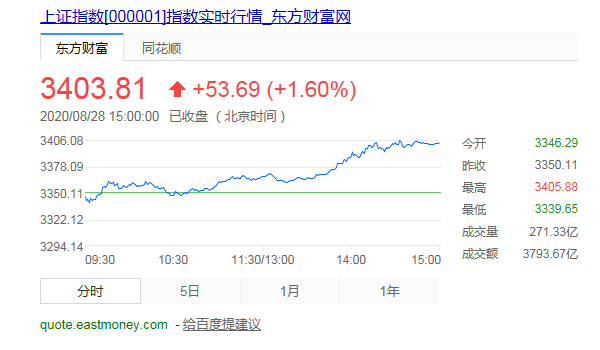 上证指数[000001]指数实时行情_东方财富网
东方财富 同花顺
3403.81 +53.69 (+1.60%)
2020/08/28 15:00:00 已收盘 （北京时间）
3406.08
3378.09
3350.11
3322.12
3294.14
09:30 10:30 11:30/13:00 14:00 15:00
今开 3346.29
昨收 3350.11
最高 3405.88
最低 3339.65
成交量 271.33亿
成交额 3793.67亿
分时 5日 1月 1年
quote.eastmoney.com - 给百度提建议